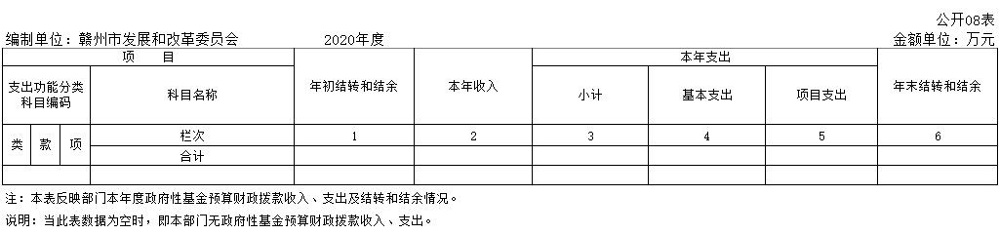 公开08表
编制单位：赣州市发展和改革委员会 2020年度 金额单位：万元
项 目 年初结转和结余 本年收入 本年支出 年末结转和结余
支出功能分类科目编码 科目名称 小计 基本支出 项目支出
类 款 项 栏次 1 2 3 4 5 6
合计
注：本表反映部门本年度政府性基金预算财政拨款收入、支出及结转和结余情况。
说明：当此表数据为空时，即本部门无政府性基金预算财政拨款收入、支出。